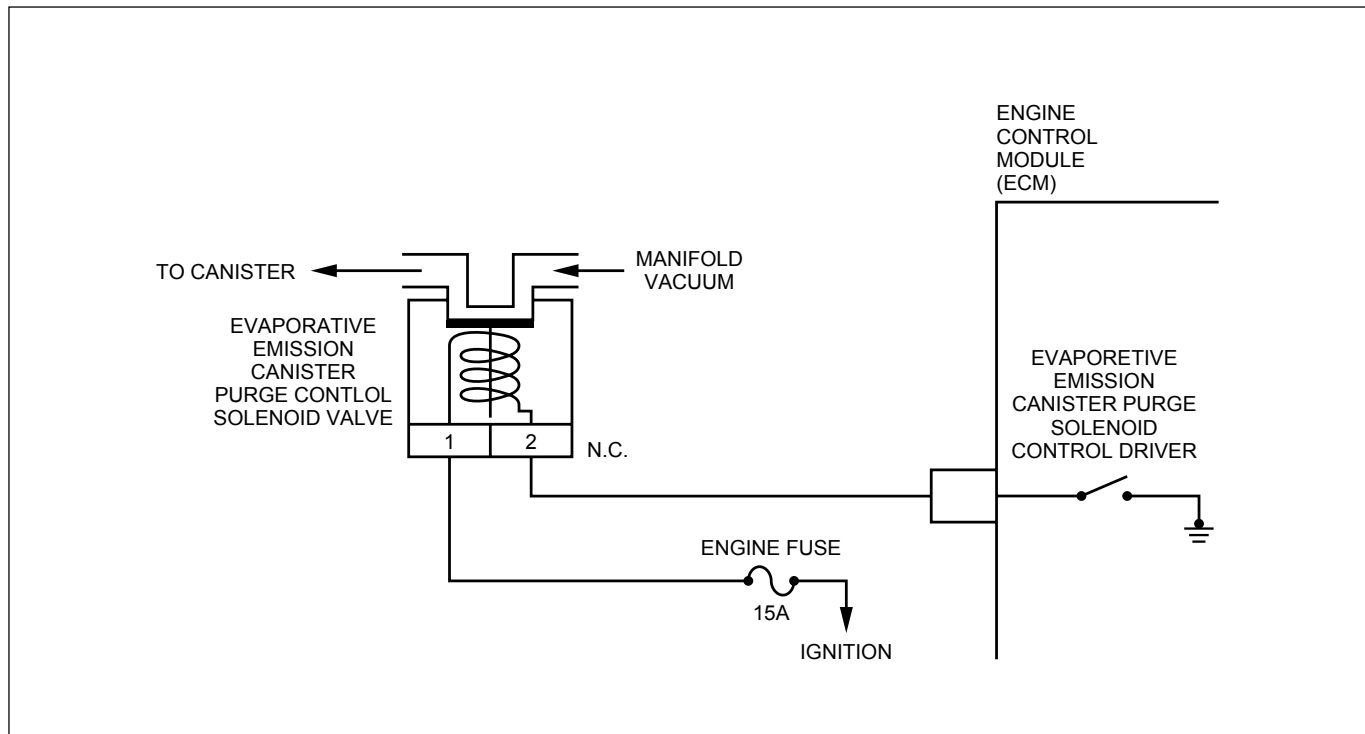 ENGINE
CONTROL
MODULE
(ECM)
TO CANISTER
MANIFOLD
VACUUM
EVAPORATIVE
EMISSION
CANISTER
PURGE CONTLOL
SOLENOID VALVE
1
2
N.C.
EVAPORETIVE
EMISSION
CANISTER PURGE
SOLENOID
CONTROL DRIVER
ENGINE FUSE
15A
IGNITION